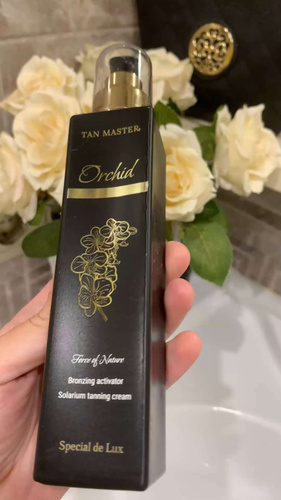 TAN MASTER
Orchid
Force of Nature
Bronzing activator
Solarium tanning cream
Special de Lux